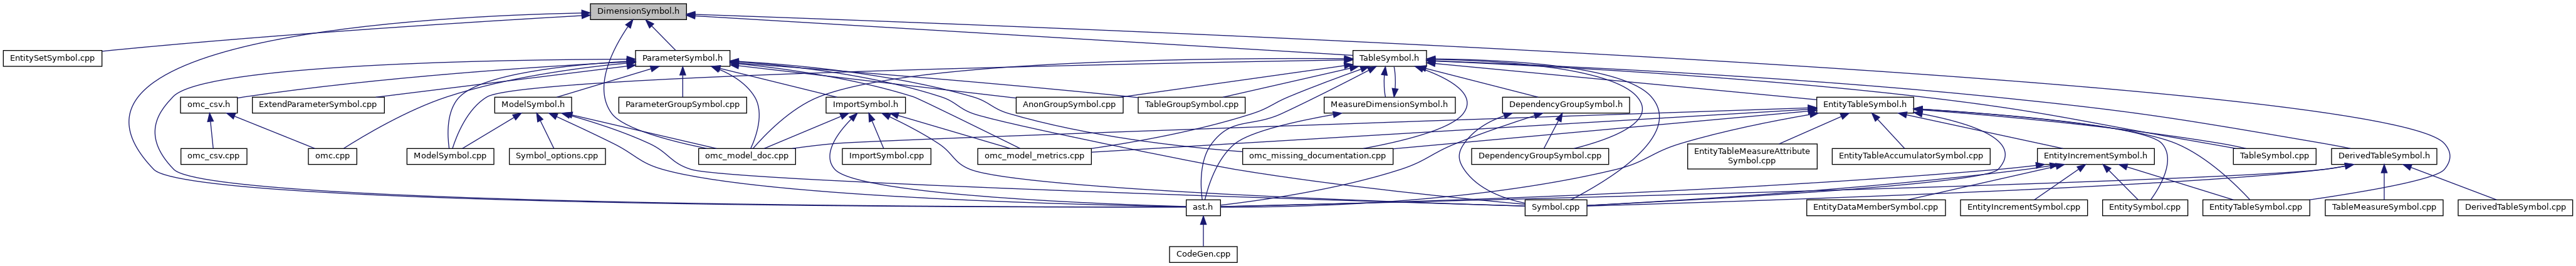 DimensionSymbol.h
EntitySetSymbol.cpp
ParameterSymbol.h
TableSymbol.h
omc_csv.h
ExtendParameterSymbol.cpp
ModelSymbol.h
ParameterGroupSymbol.cpp
ImportSymbol.h
AnonGroupSymbol.cpp
TableGroupSymbol.cpp
MeasureDimensionSymbol.h
DependencyGroupSymbol.h
EntityTableSymbol.h
omc_csv.cpp
omc.cpp
ModelSymbol.cpp
Symbol_options.cpp
omc_model_doc.cpp
ImportSymbol.cpp
omc_model_metrics.cpp
omc_missing_documentation.cpp
DependencyGroupSymbol.cpp
EntityTableMeasureAttribute
Symbol.cpp
EntityTableAccumulatorSymbol.cpp
EntityIncrementSymbol.h
TableSymbol.cpp
DerivedTableSymbol.h
ast.h
Symbol.cpp
EntityDataMemberSymbol.cpp
EntityIncrementSymbol.cpp
EntitySymbol.cpp
EntityTableSymbol.cpp
TableMeasureSymbol.cpp
DerivedTableSymbol.cpp
CodeGen.cpp